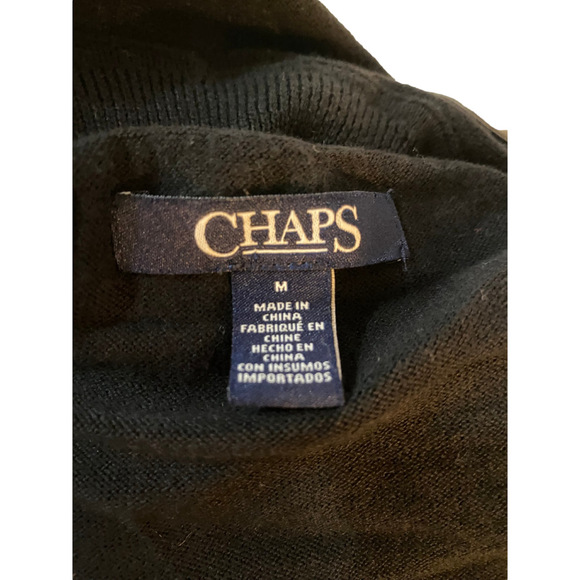 CHAPS
M
MADE IN
CHINA
FABRIQUÉ EN
CHINE
HECHO EN
CHINA
CON INSUMOS
IMPORTADOS